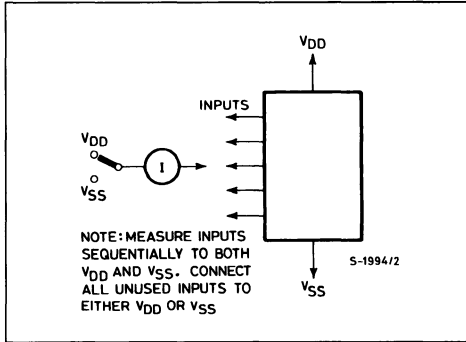 VDD
INPUTS
VDD
I
VSS
NOTE: MEASURE INPUTS
SEQUENTIALLY TO BOTH
VDD AND VSS. CONNECT
ALL UNUSED INPUTS TO
EITHER VDD OR VSS
S-1994/2
VSS